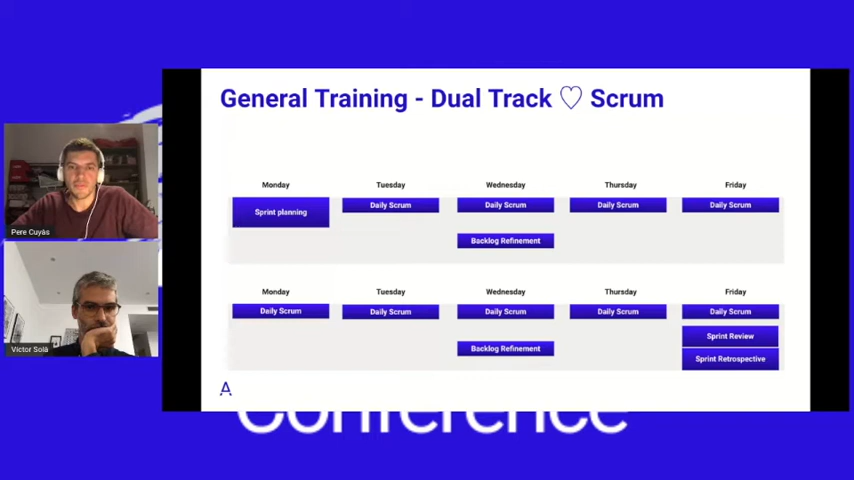 General Training - Dual Track ♡ Scrum
Monday Tuesday Wednesday Thursday Friday
Sprint planning Daily Scrum Daily Scrum Daily Scrum Daily Scrum
Backlog Refinement
Monday Tuesday Wednesday Thursday Friday
Daily Scrum Daily Scrum Daily Scrum Daily Scrum Daily Scrum
Sprint Review
Backlog Refinement Sprint Retrospective
A
Pere Cuyás
Víctor Solà
Conference